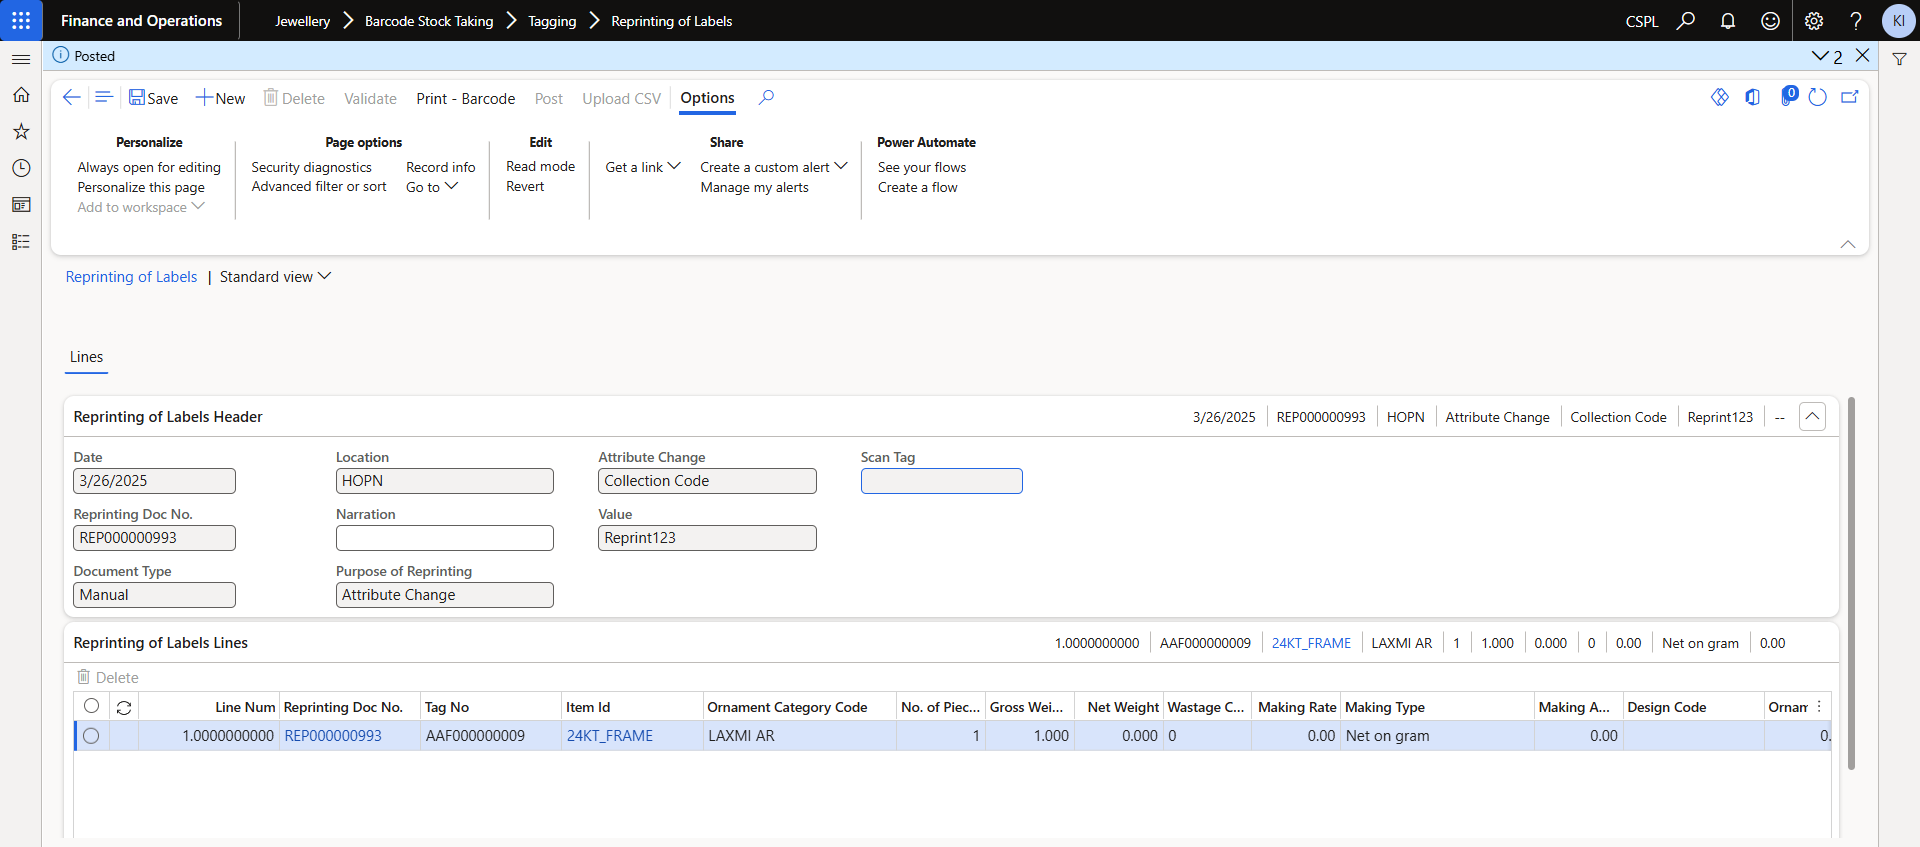 Finance and Operations
Jewellery > Barcode Stock Taking > Tagging > Reprinting of Labels
CSPL
KI
Posted
2
Save New Delete Validate Print - Barcode Post Upload CSV Options
0
Personalize
Always open for editing
Personalize this page
Add to workspace
Page options
Security diagnostics
Advanced filter or sort
Record info
Go to
Edit
Read mode
Revert
Share
Get a link
Create a custom alert
Manage my alerts
Power Automate
See your flows
Create a flow
Reprinting of Labels | Standard view
Lines
Reprinting of Labels Header
3/26/2025 REP000000993 HOPN Attribute Change Collection Code Reprint123 --
Date
3/26/2025
Reprinting Doc No.
REP000000993
Document Type
Manual
Location
HOPN
Narration
Purpose of Reprinting
Attribute Change
Attribute Change
Collection Code
Value
Reprint123
Scan Tag
Reprinting of Labels Lines
1.0000000000 AAF000000009 24KT_FRAME LAXMI AR 1 1.000 0.000 0 0.00 Net on gram 0.00
Delete
Line Num Reprinting Doc No. Tag No Item Id Ornament Category Code No. of Piec... Gross Wei... Net Weight Wastage C... Making Rate Making Type Making A... Design Code Ornam
1.0000000000 REP000000993 AAF000000009 24KT_FRAME LAXMI AR 1 1.000 0.000 0 0.00 Net on gram 0.00 0.